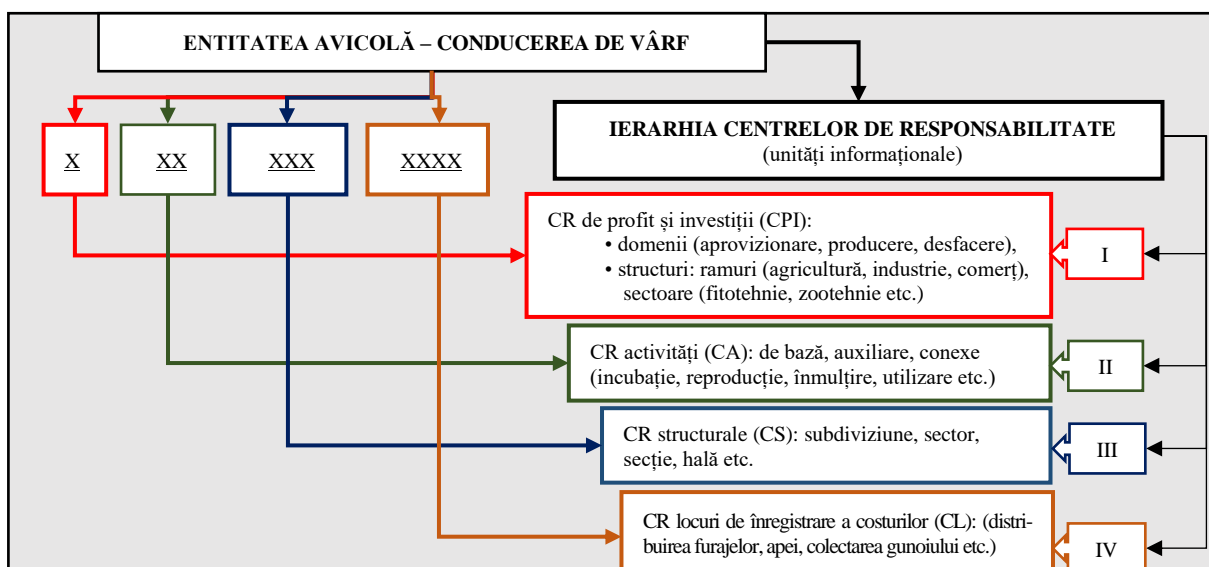 ENTITATEA AVICOLĂ – CONDUCEREA DE VÂRF
X
XX
XXX
XXXX
IERARHIA CENTRELOR DE RESPONSABILITATE
(unități informaționale)
CR de profit și investiții (CPI):
• domenii (aprovizionare, producere, desfacere),
• structuri: ramuri (agricultură, industrie, comerț),
sectoare (fitotehnie, zootehnie etc.)
I
CR activități (CA): de bază, auxiliare, conexe
(incubație, reproducție, înmulțire, utilizare etc.)
II
CR structurale (CS): subdiviziune, sector,
secție, hală etc.
III
CR locuri de înregistrare a costurilor (CL): (distri-
buirea furajelor, apei, colectarea gunoiului etc.)
IV